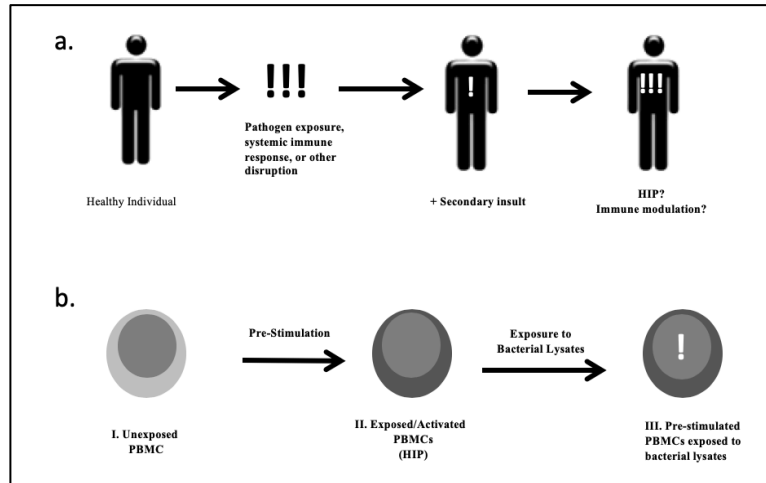 a.
!!!
!
!!!
Pathogen exposure,
systemic immune
response, or other
disruption
Healthy Individual
+ Secondary insult
HIP?
Immune modulation?
b.
Pre-Stimulation
Exposure to
Bacterial Lysates
!
I. Unexposed
PBMC
II. Exposed/Activated
PBMCs
(HIP)
III. Pre-stimulated
PBMCs exposed to
bacterial lysates